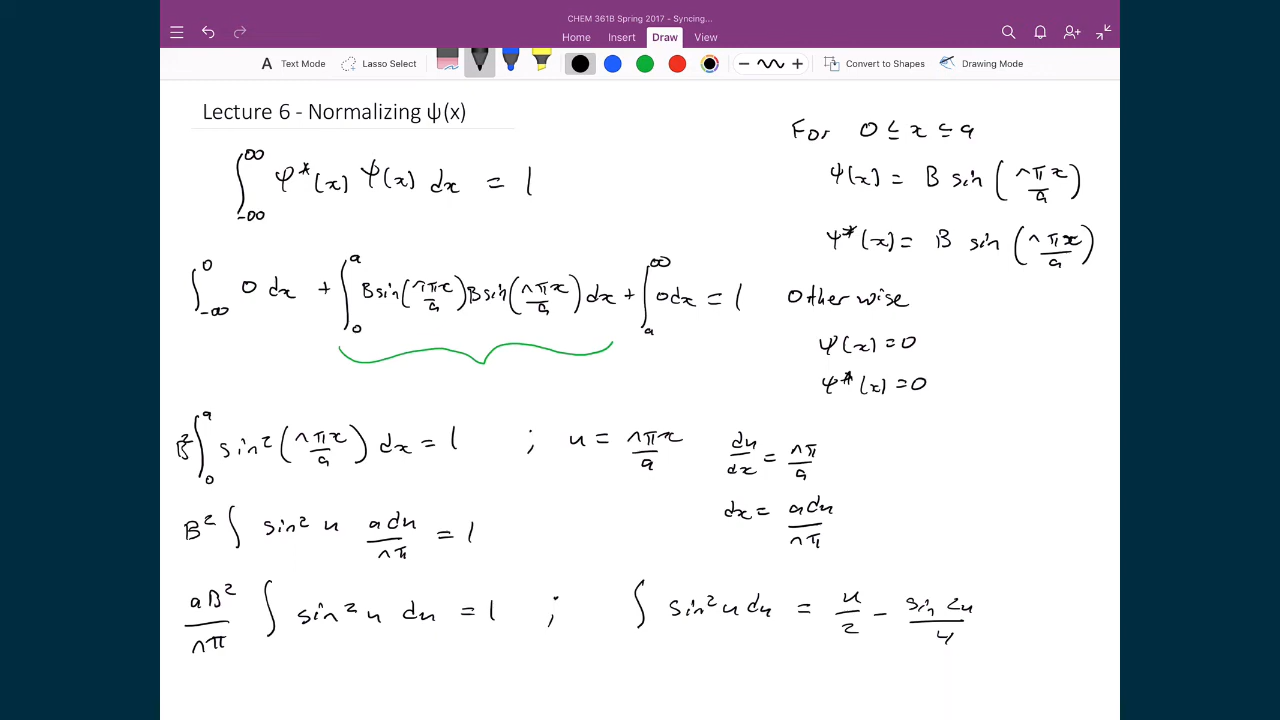 CHEM 361B Spring 2017 - Syncing...
Home Insert Draw View
Text Mode Lasso Select Convert to Shapes Drawing Mode
Lecture 6 - Normalizing ψ(x)
∫_{-∞}^{∞} ψ*(x) ψ(x) dx = 1
∫_{-∞}^{0} 0 dx + ∫_{0}^{a} B sin(nπx/a) B sin(nπx/a) dx + ∫_{a}^{∞} 0 dx = 1
For 0 ≤ x ≤ a
ψ(x) = B sin(nπx/a)
ψ*(x) = B sin(nπx/a)
Otherwise
ψ(x) = 0
ψ*(x) = 0
B² ∫_{0}^{a} sin²(nπx/a) dx = 1 ; u = nπx/a
du/dx = nπ/a
dx = a du/nπ
B² ∫ sin² u a du/nπ = 1
aB²/nπ ∫ sin² u du = 1 ; ∫ sin² u du = u/2 - sin 2u/4